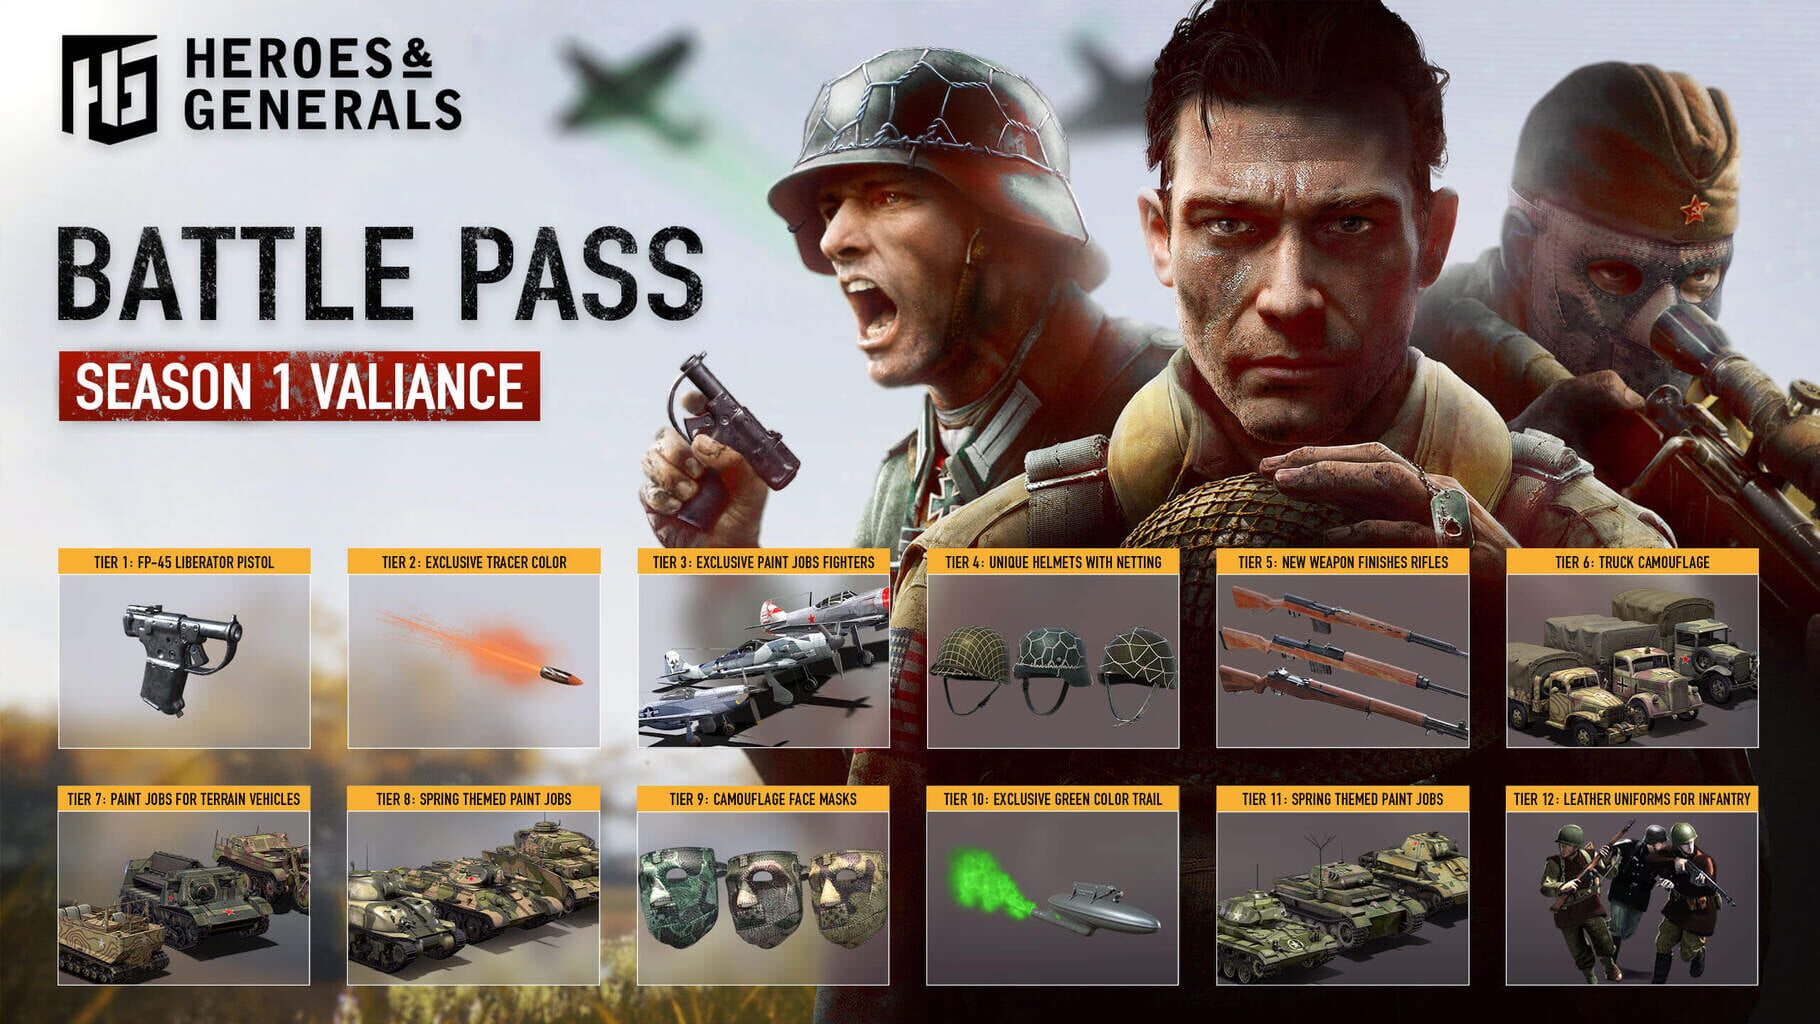 HEROES &
GENERALS
BATTLE PASS
SEASON 1 VALIANCE
TIER 1: FP-45 LIBERATOR PISTOL
TIER 2: EXCLUSIVE TRACER COLOR
TIER 3: EXCLUSIVE PAINT JOBS FIGHTERS
TIER 4: UNIQUE HELMETS WITH NETTING
TIER 5: NEW WEAPON FINISHES RIFLES
TIER 6: TRUCK CAMOUFLAGE
TIER 7: PAINT JOBS FOR TERRAIN VEHICLES
TIER 8: SPRING THEMED PAINT JOBS
TIER 9: CAMOUFLAGE FACE MASKS
TIER 10: EXCLUSIVE GREEN COLOR TRAIL
TIER 11: SPRING THEMED PAINT JOBS
TIER 12: LEATHER UNIFORMS FOR INFANTRY